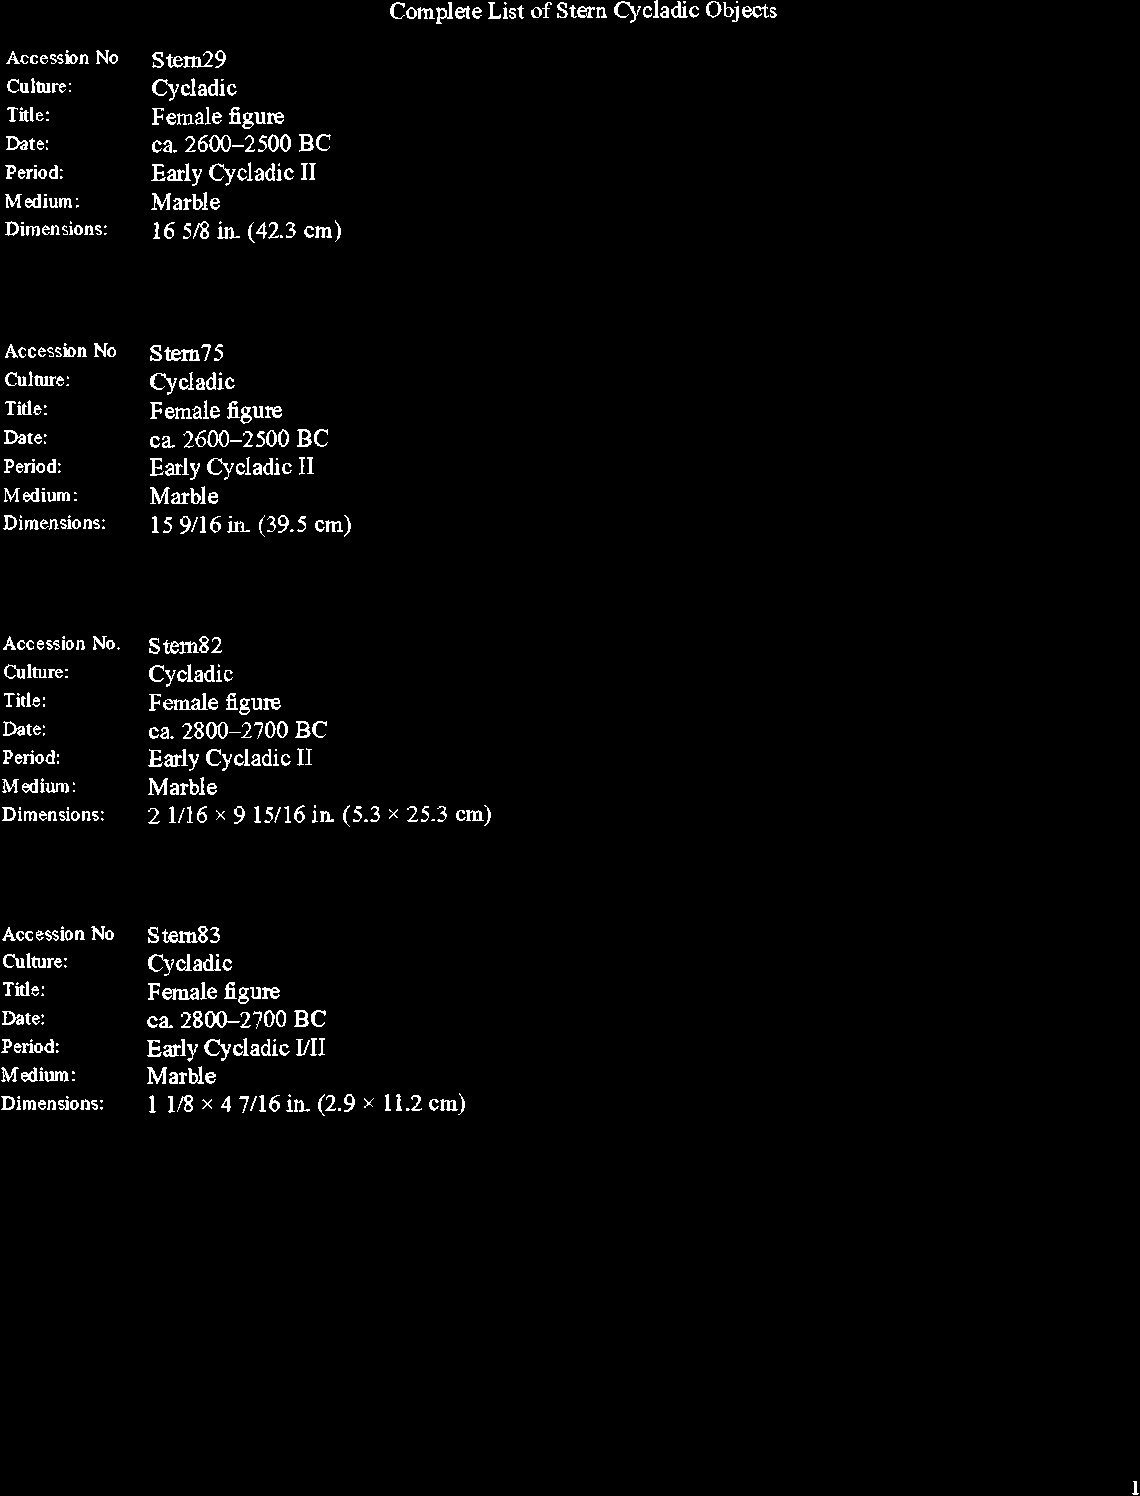 Complete List of Stern Cycladic Objects
Accession No Stern29
Culture: Cycladic
Title: Female figure
Date: ca. 2600–2500 BC
Period: Early Cycladic II
Medium: Marble
Dimensions: 16 5/8 in. (42.3 cm)
Accession No Stern75
Culture: Cycladic
Title: Female figure
Date: ca. 2600–2500 BC
Period: Early Cycladic II
Medium: Marble
Dimensions: 15 9/16 in. (39.5 cm)
Accession No. Stern82
Culture: Cycladic
Title: Female figure
Date: ca. 2800–2700 BC
Period: Early Cycladic II
Medium: Marble
Dimensions: 2 1/16 × 9 15/16 in. (5.3 × 25.3 cm)
Accession No Stern83
Culture: Cycladic
Title: Female figure
Date: ca. 2800–2700 BC
Period: Early Cycladic I/II
Medium: Marble
Dimensions: 1 1/8 × 4 7/16 in. (2.9 × 11.2 cm)
1